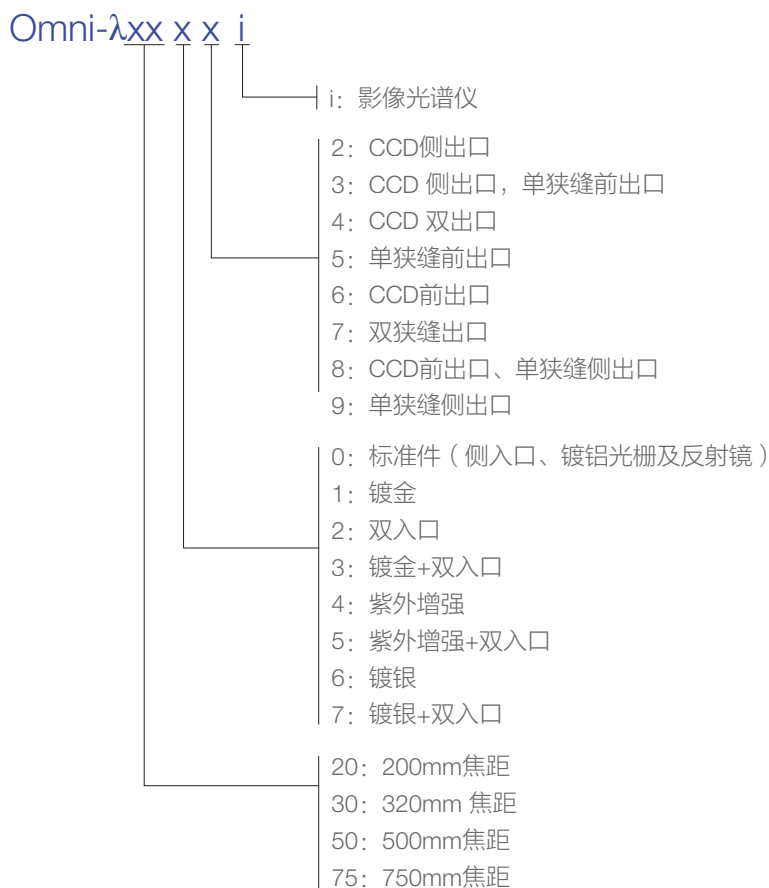 Omni-λxx x x i
i：影像光谱仪
2：CCD侧出口
3：CCD 侧出口，单狭缝前出口
4：CCD 双出口
5：单狭缝前出口
6：CCD前出口
7：双狭缝出口
8：CCD前出口、单狭缝侧出口
9：单狭缝侧出口
0：标准件（侧入口、镀铝光栅及反射镜）
1：镀金
2：双入口
3：镀金+双入口
4：紫外增强
5：紫外增强+双入口
6：镀银
7：镀银+双入口
20：200mm焦距
30：320mm 焦距
50：500mm焦距
75：750mm焦距